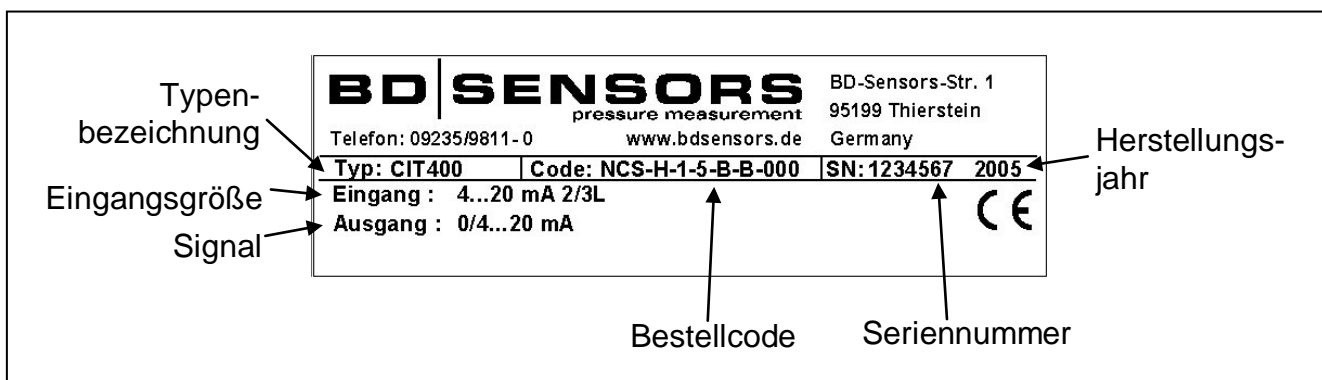 Typen-
bezeichnung
Eingangsgröße
Signal
BD SENSORS
pressure measurement
Telefon: 09235/9811-0 www.bdsensors.de
BD-Sensors-Str. 1
95199 Thierstein
Germany
Typ: CIT400 Code: NCS-H-1-5-B-B-000 SN: 1234567 2005
Eingang : 4...20 mA 2/3L
Ausgang : 0/4...20 mA
CE
Herstellungs-
jahr
Bestellcode
Seriennummer